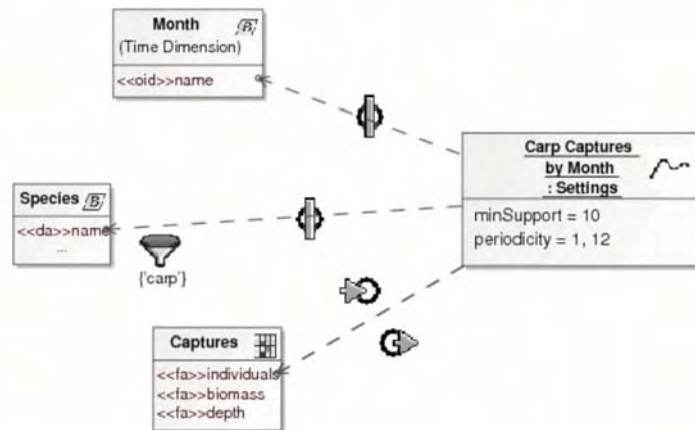 Month
(Time Dimension)
<<oid>>name
Carp Captures
by Month
: Settings
minSupport = 10
periodicity = 1, 12
Species
<<da>>name
...
{'carp'}
Captures
<<fa>>individuals
<<fa>>biomass
<<fa>>depth